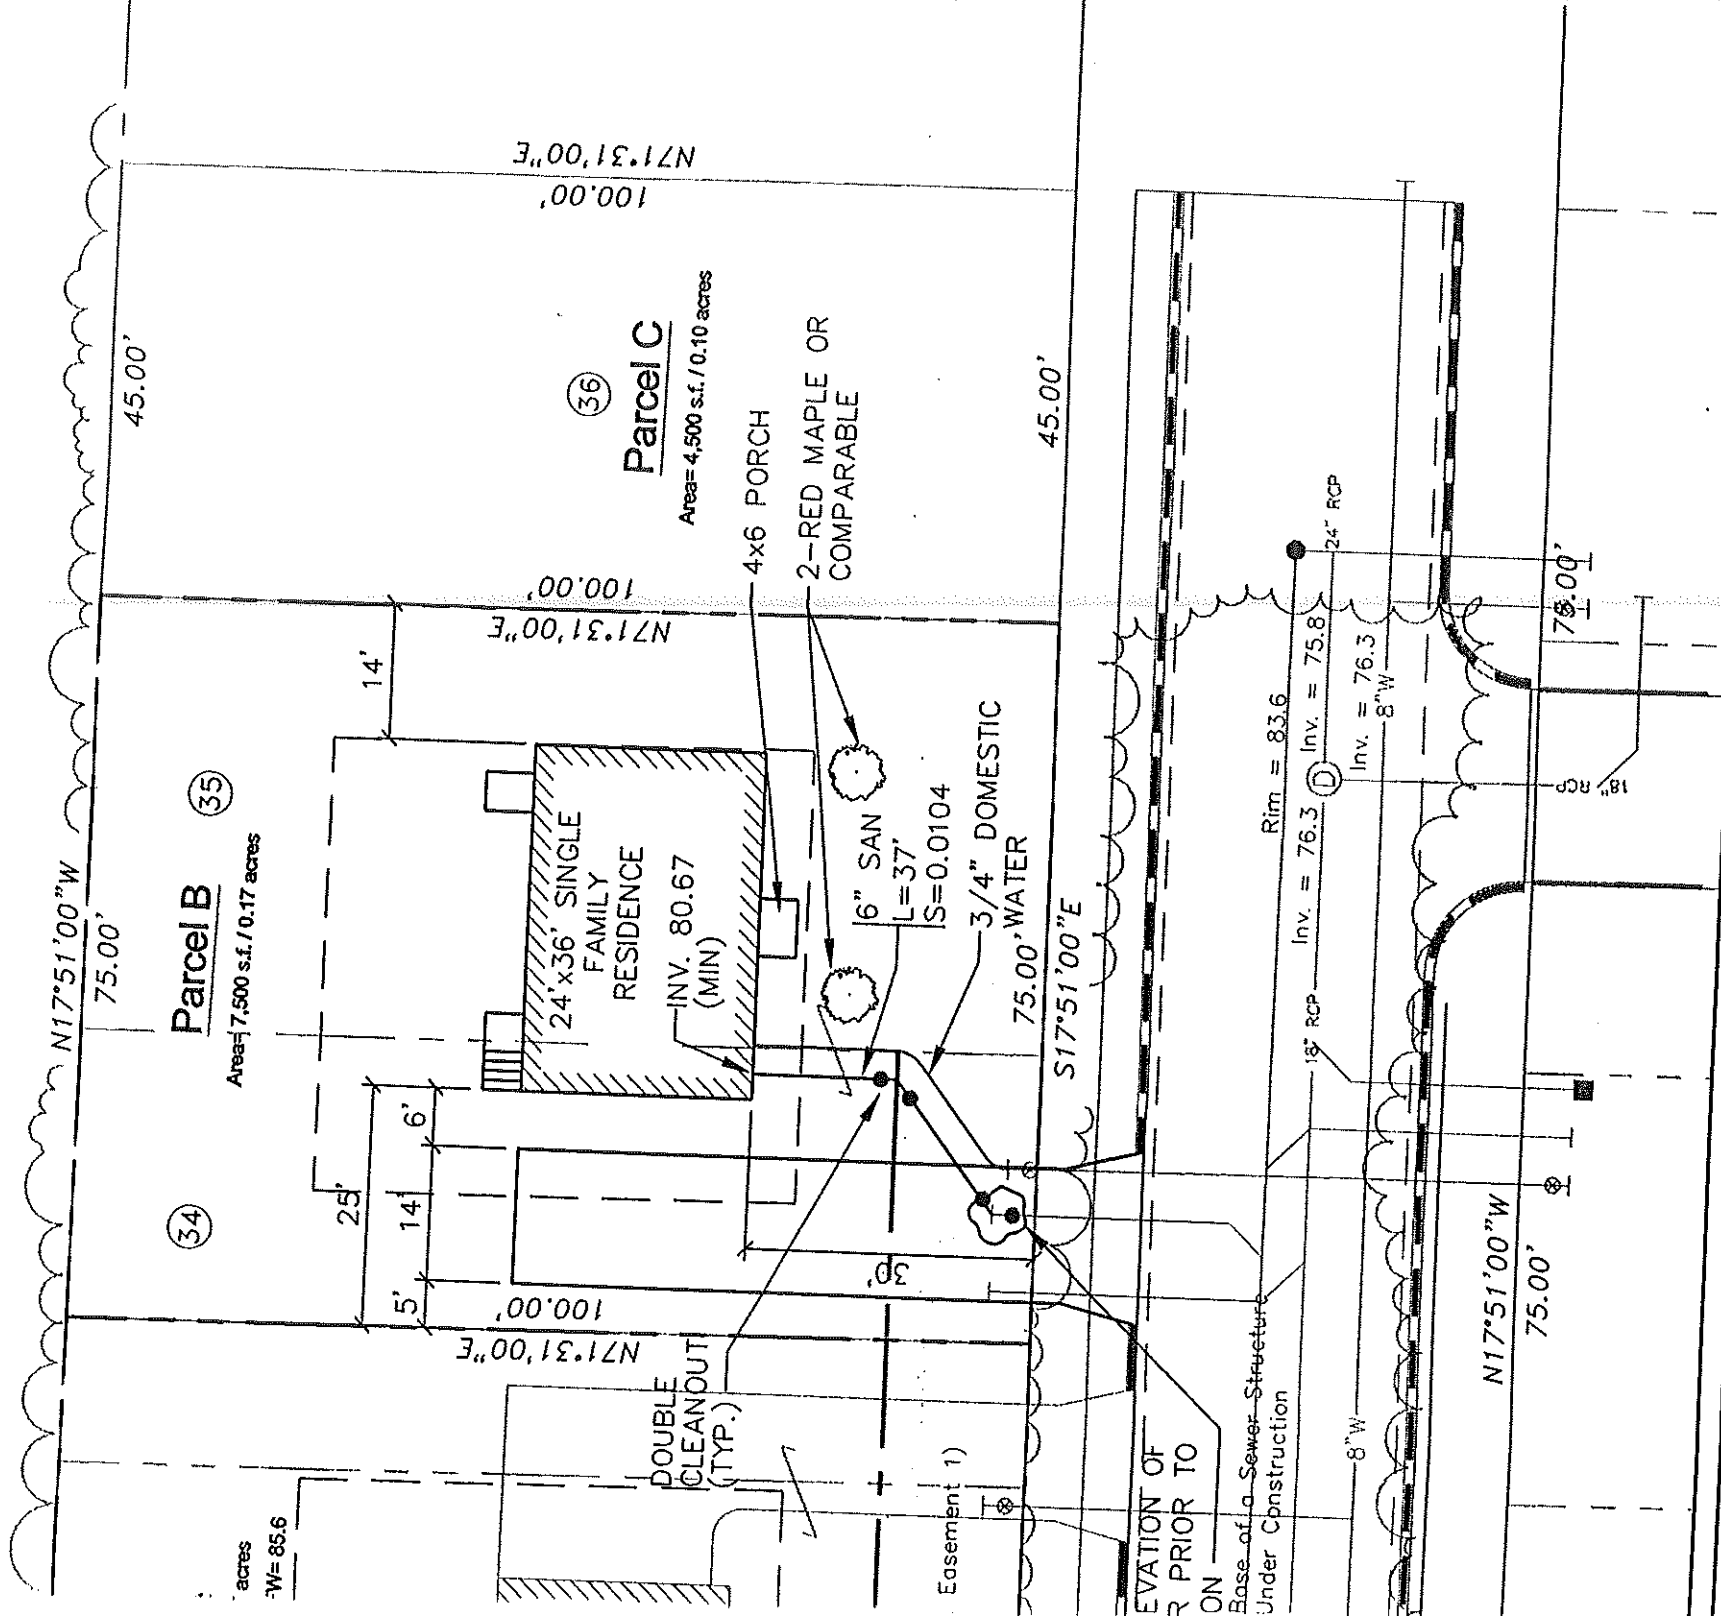 N71°31'00"E
100.00'
45.00'
36
Parcel C
Area= 4,500 s.f. / 0.10 acres
4x6 PORCH
2-RED MAPLE OR
COMPARABLE
45.00'
100.00'
N71°31'00"E
14'
35
N17°51'00"W
75.00'
Parcel B
Area= 7,500 s.f. / 0.17 acres
24'x36' SINGLE
FAMILY
RESIDENCE
INV. 80.67
(MIN)
6" SAN
L=37'
S=0.0104
3/4" DOMESTIC
WATER
75.00'
S17°51'00"E
34
25'
6'
14'
5'
30'
100.00'
N71°31'00"E
DOUBLE
CLEANOUT
(TYP.)
acres
W= 85.6
Easement 1)
EVATION OF
R PRIOR TO
ON
Base of a Sewer Structure
Under Construction
24" RCP
75.00'
Rim = 83.6
Inv. = 75.8
Inv. = 76.3
8"W
Inv. = 76.3
D
18" RCP
18" RCP
8"W
N17°51'00"W
75.00'